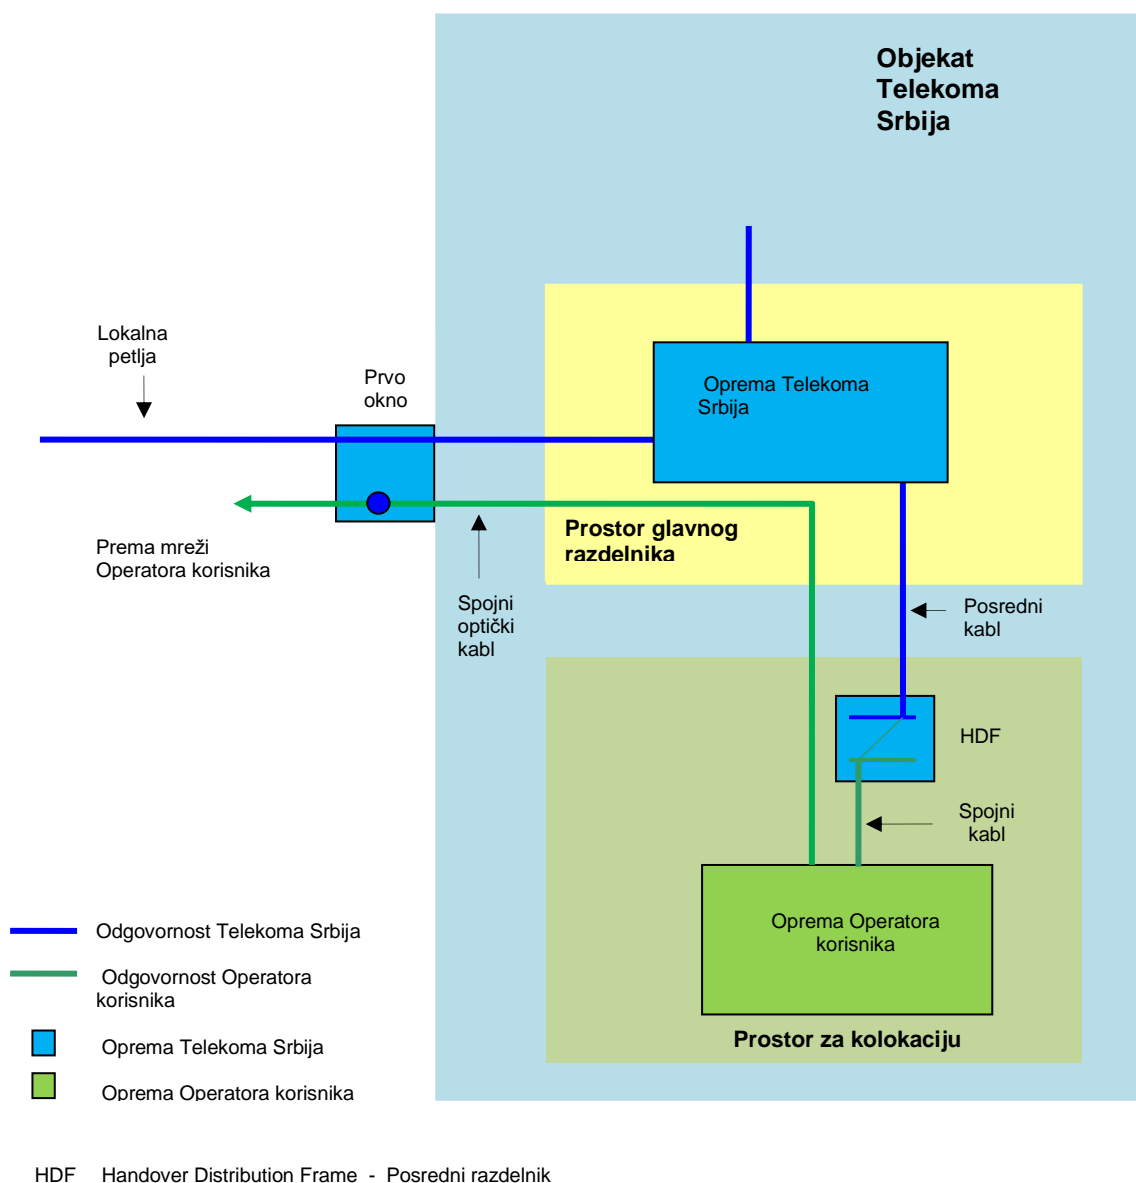 Objekat
Telekoma
Srbija
Lokalna
petlja
Prvo
okno
Oprema Telekoma
Srbija
Prostor glavnog
razdelnika
Prema mreži
Operatora korisnika
Spojni
optički
kabl
Posredni
kabl
HDF
Spojni
kabl
Oprema Operatora
korisnika
Prostor za kolokaciju
Odgovornost Telekoma Srbija
Odgovornost Operatora
korisnika
Oprema Telekoma Srbija
Oprema Operatora korisnika
HDF Handover Distribution Frame - Posredni razdelnik